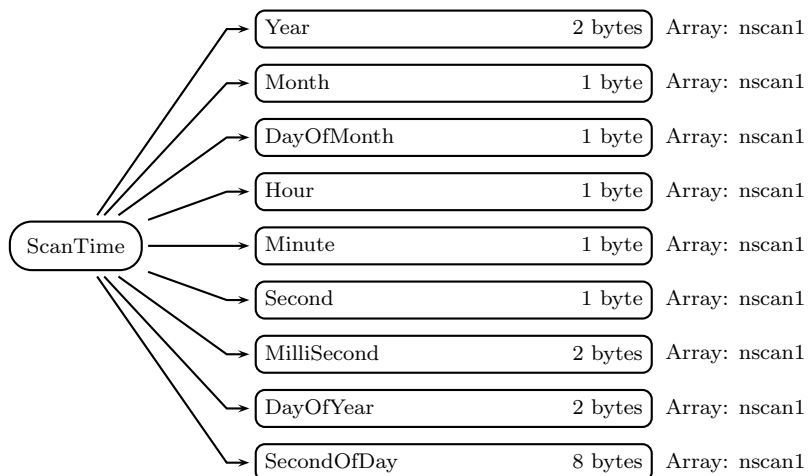 Year 2 bytes Array: nscan1
Month 1 byte Array: nscan1
DayOfMonth 1 byte Array: nscan1
Hour 1 byte Array: nscan1
ScanTime Minute 1 byte Array: nscan1
Second 1 byte Array: nscan1
MilliSecond 2 bytes Array: nscan1
DayOfYear 2 bytes Array: nscan1
SecondOfDay 8 bytes Array: nscan1